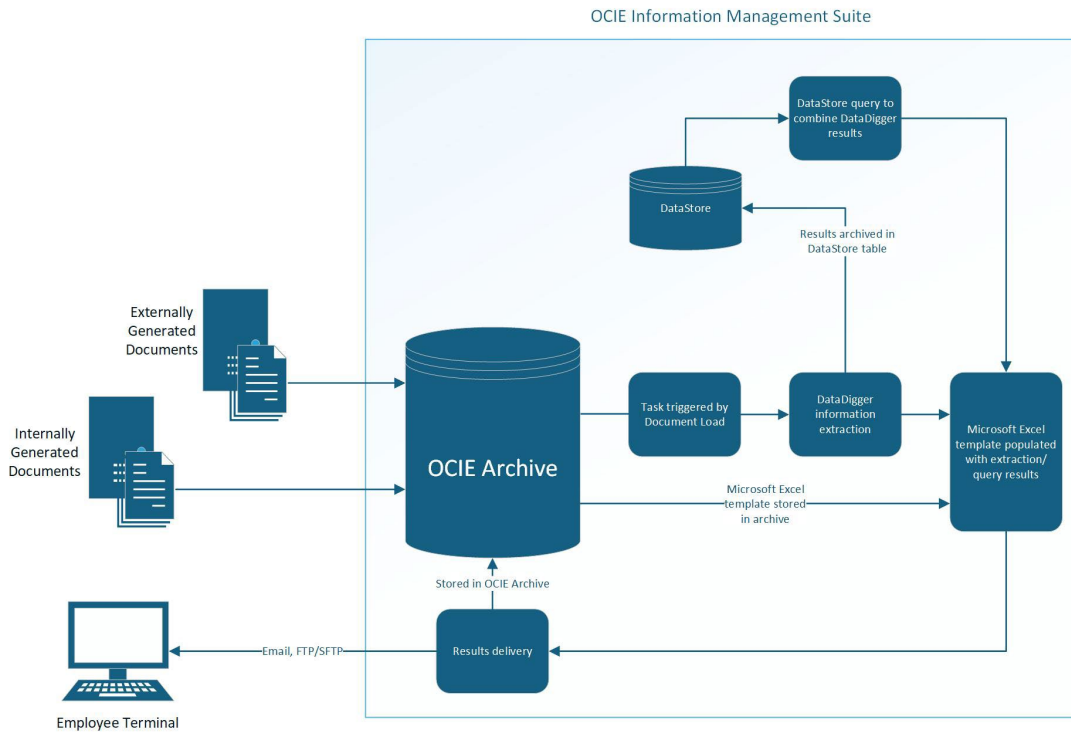 OCIE Information Management Suite
DataStore query to
combine DataDigger
results
DataStore
Results archived in
DataStore table
Externally
Generated
Documents
Internally
Generated
Documents
OCIE Archive
Task triggered by
Document Load
DataDigger
information
extraction
Microsoft Excel
template populated
with extraction/
query results
Microsoft Excel
template stored
in archive
Stored in OCIE Archive
Results delivery
Email, FTP/SFTP
Employee Terminal